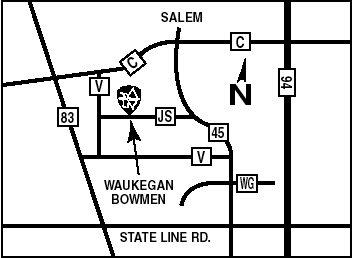 SALEM
C
C
V
94
N
83
JS
45
V
WAUKEGAN
BOWMEN
WG
STATE LINE RD.